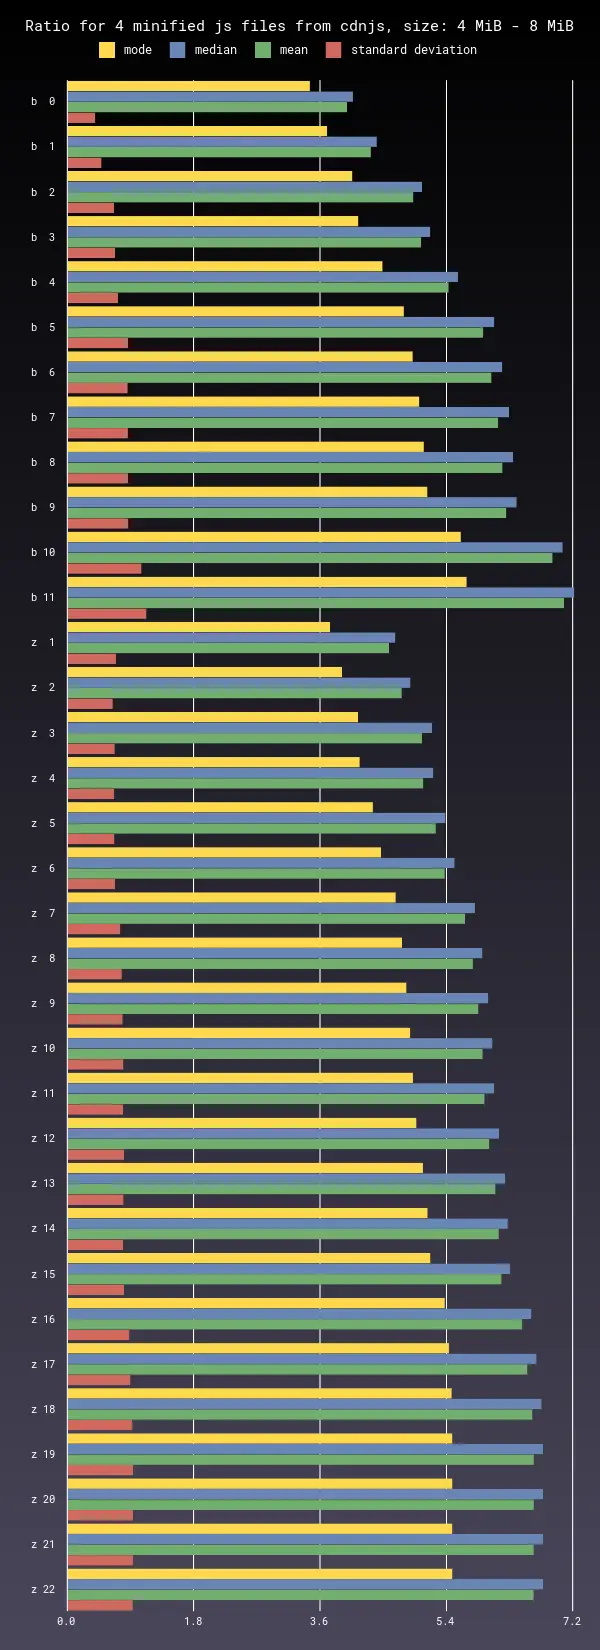 Ratio for 4 minified js files from cdnjs, size: 4 MiB - 8 MiB
mode median mean standard deviation
b 0
b 1
b 2
b 3
b 4
b 5
b 6
b 7
b 8
b 9
b 10
b 11
z 1
z 2
z 3
z 4
z 5
z 6
z 7
z 8
z 9
z 10
z 11
z 12
z 13
z 14
z 15
z 16
z 17
z 18
z 19
z 20
z 21
z 22
0.0 1.8 3.6 5.4 7.2